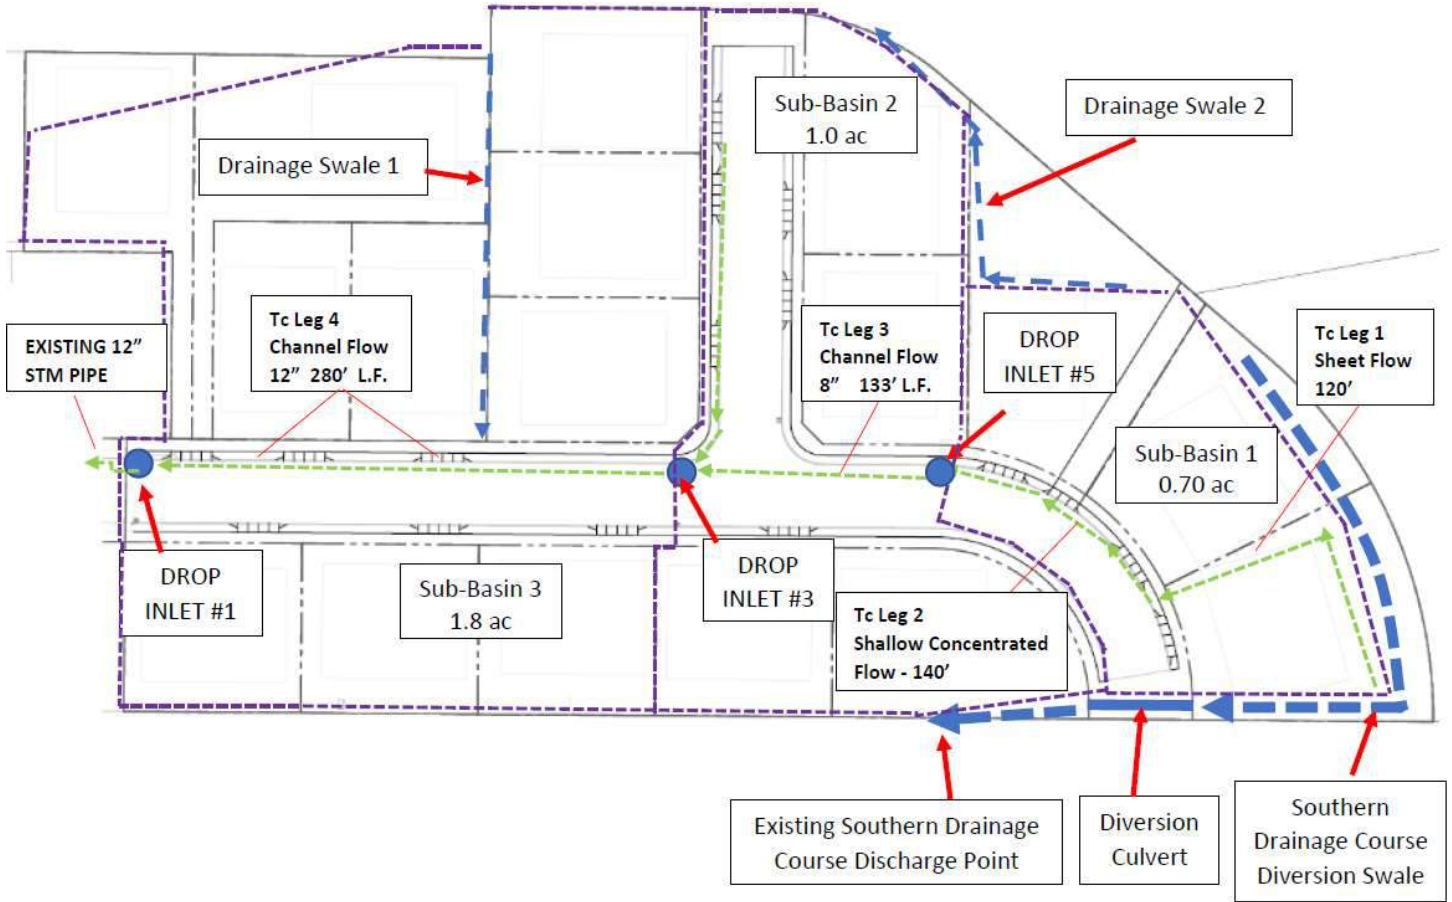 Sub-Basin 2
1.0 ac
Drainage Swale 2
Drainage Swale 1
EXISTING 12”
STM PIPE
Tc Leg 4
Channel Flow
12” 280’ L.F.
Tc Leg 3
Channel Flow
8” 133’ L.F.
DROP
INLET #5
Tc Leg 1
Sheet Flow
120’
Sub-Basin 1
0.70 ac
DROP
INLET #1
Sub-Basin 3
1.8 ac
DROP
INLET #3
Tc Leg 2
Shallow Concentrated
Flow - 140’
Existing Southern Drainage
Course Discharge Point
Diversion
Culvert
Southern
Drainage Course
Diversion Swale